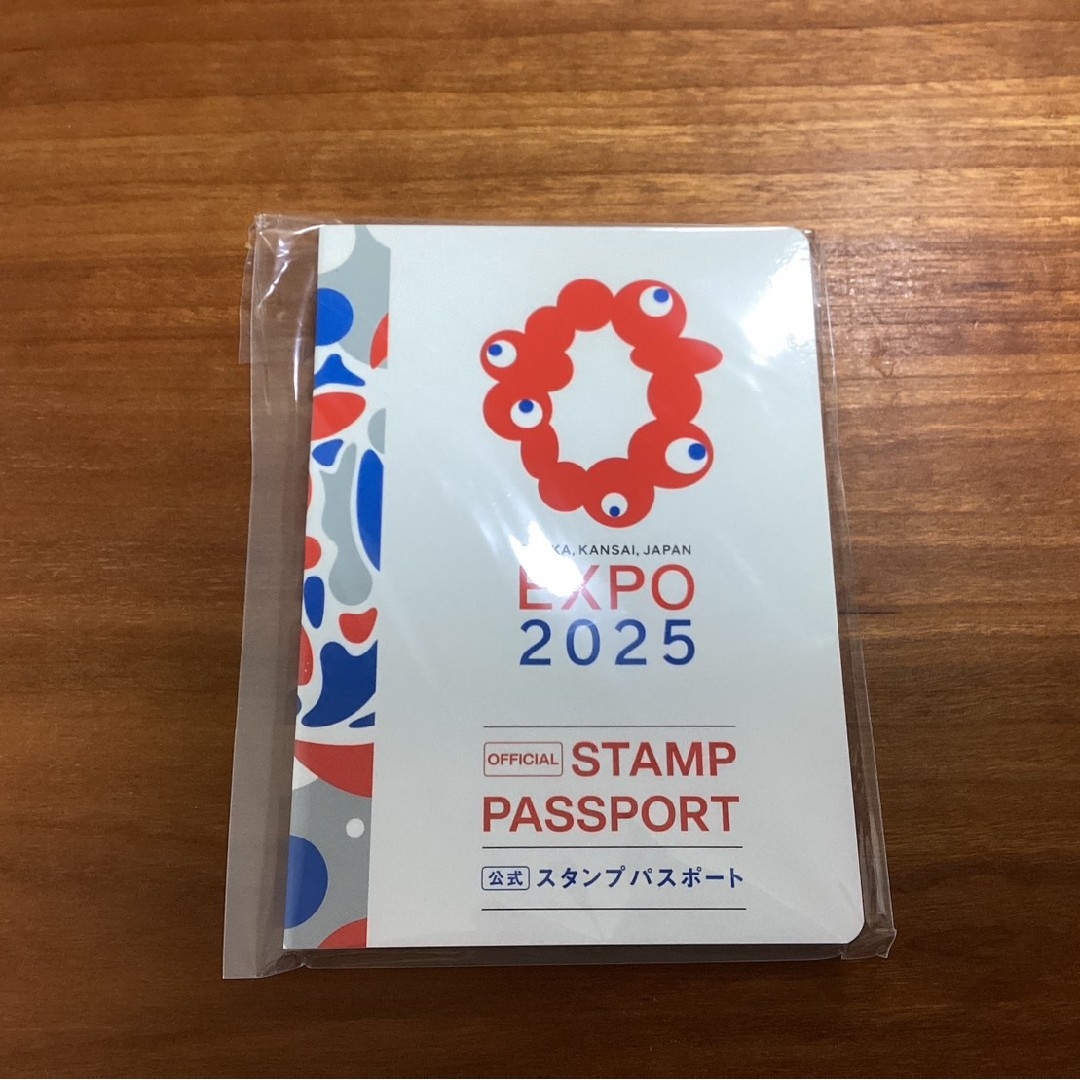 KA, KANSAI, JAPAN
EXPO
2025
OFFICIAL STAMP
PASSPORT
公式 スタンプパスポート